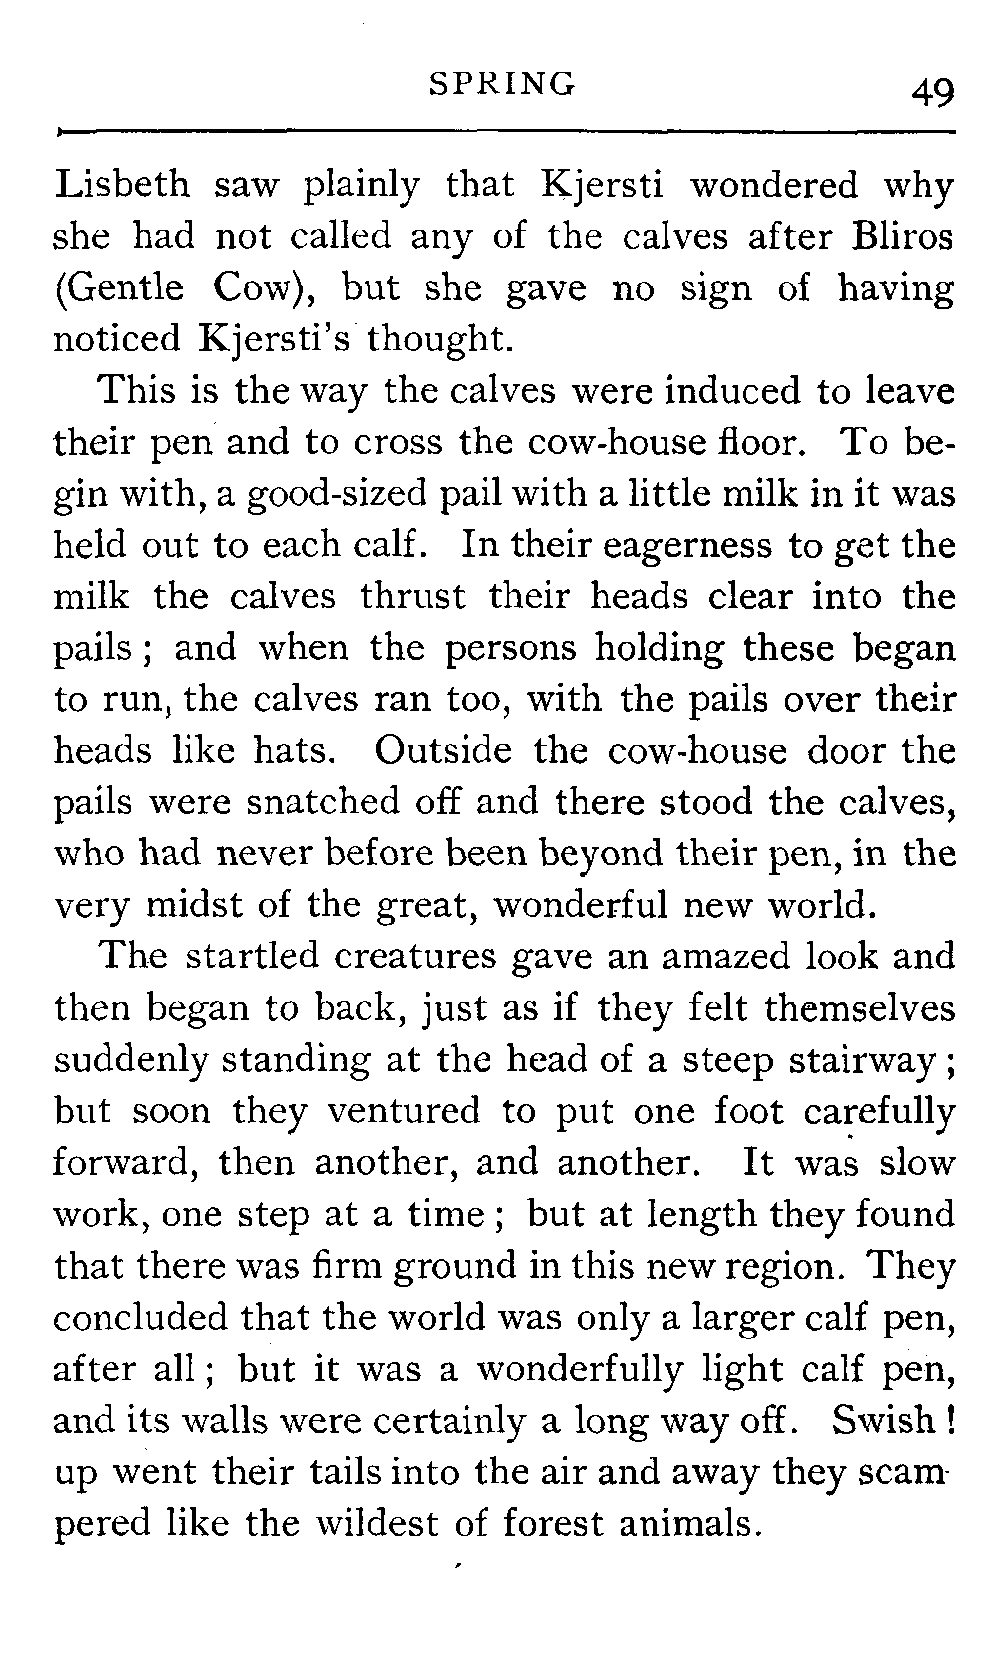 SPRING 49
Lisbeth saw plainly that Kjersti wondered why
she had not called any of the calves after Bliros
(Gentle Cow), but she gave no sign of having
noticed Kjersti's thought.
This is the way the calves were induced to leave
their pen and to cross the cow-house floor. To be-
gin with, a good-sized pail with a little milk in it was
held out to each calf. In their eagerness to get the
milk the calves thrust their heads clear into the
pails; and when the persons holding these began
to run, the calves ran too, with the pails over their
heads like hats. Outside the cow-house door the
pails were snatched off and there stood the calves,
who had never before been beyond their pen, in the
very midst of the great, wonderful new world.
The startled creatures gave an amazed look and
then began to back, just as if they felt themselves
suddenly standing at the head of a steep stairway;
but soon they ventured to put one foot carefully
forward, then another, and another. It was slow
work, one step at a time; but at length they found
that there was firm ground in this new region. They
concluded that the world was only a larger calf pen,
after all; but it was a wonderfully light calf pen,
and its walls were certainly a long way off. Swish!
up went their tails into the air and away they scam-
pered like the wildest of forest animals.